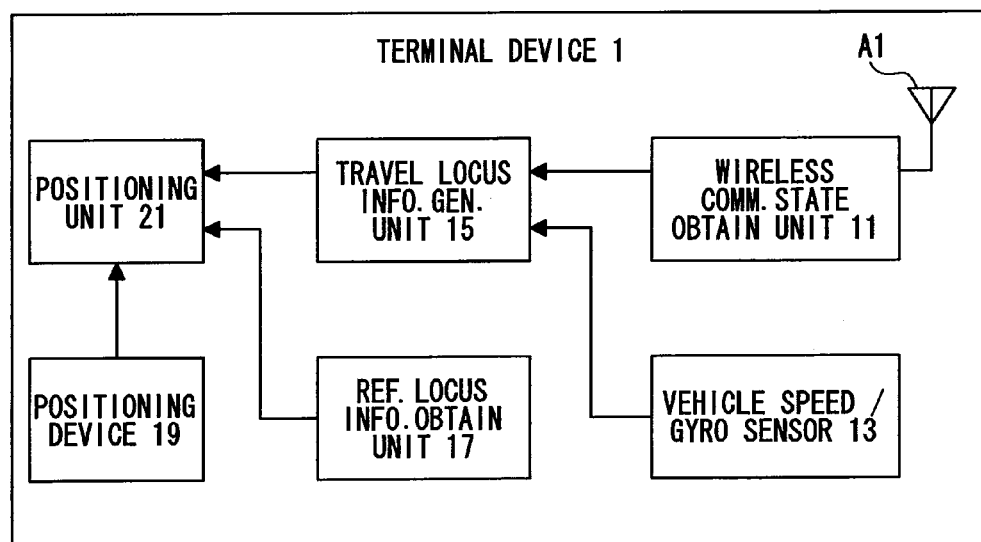 TERMINAL DEVICE 1
A1
POSITIONING
UNIT 21
TRAVEL LOCUS
INFO.GEN.
UNIT 15
WIRELESS
COMM.STATE
OBTAIN UNIT 11
POSITIONING
DEVICE 19
REF.LOCUS
INFO.OBTAIN
UNIT 17
VEHICLE SPEED /
GYRO SENSOR 13